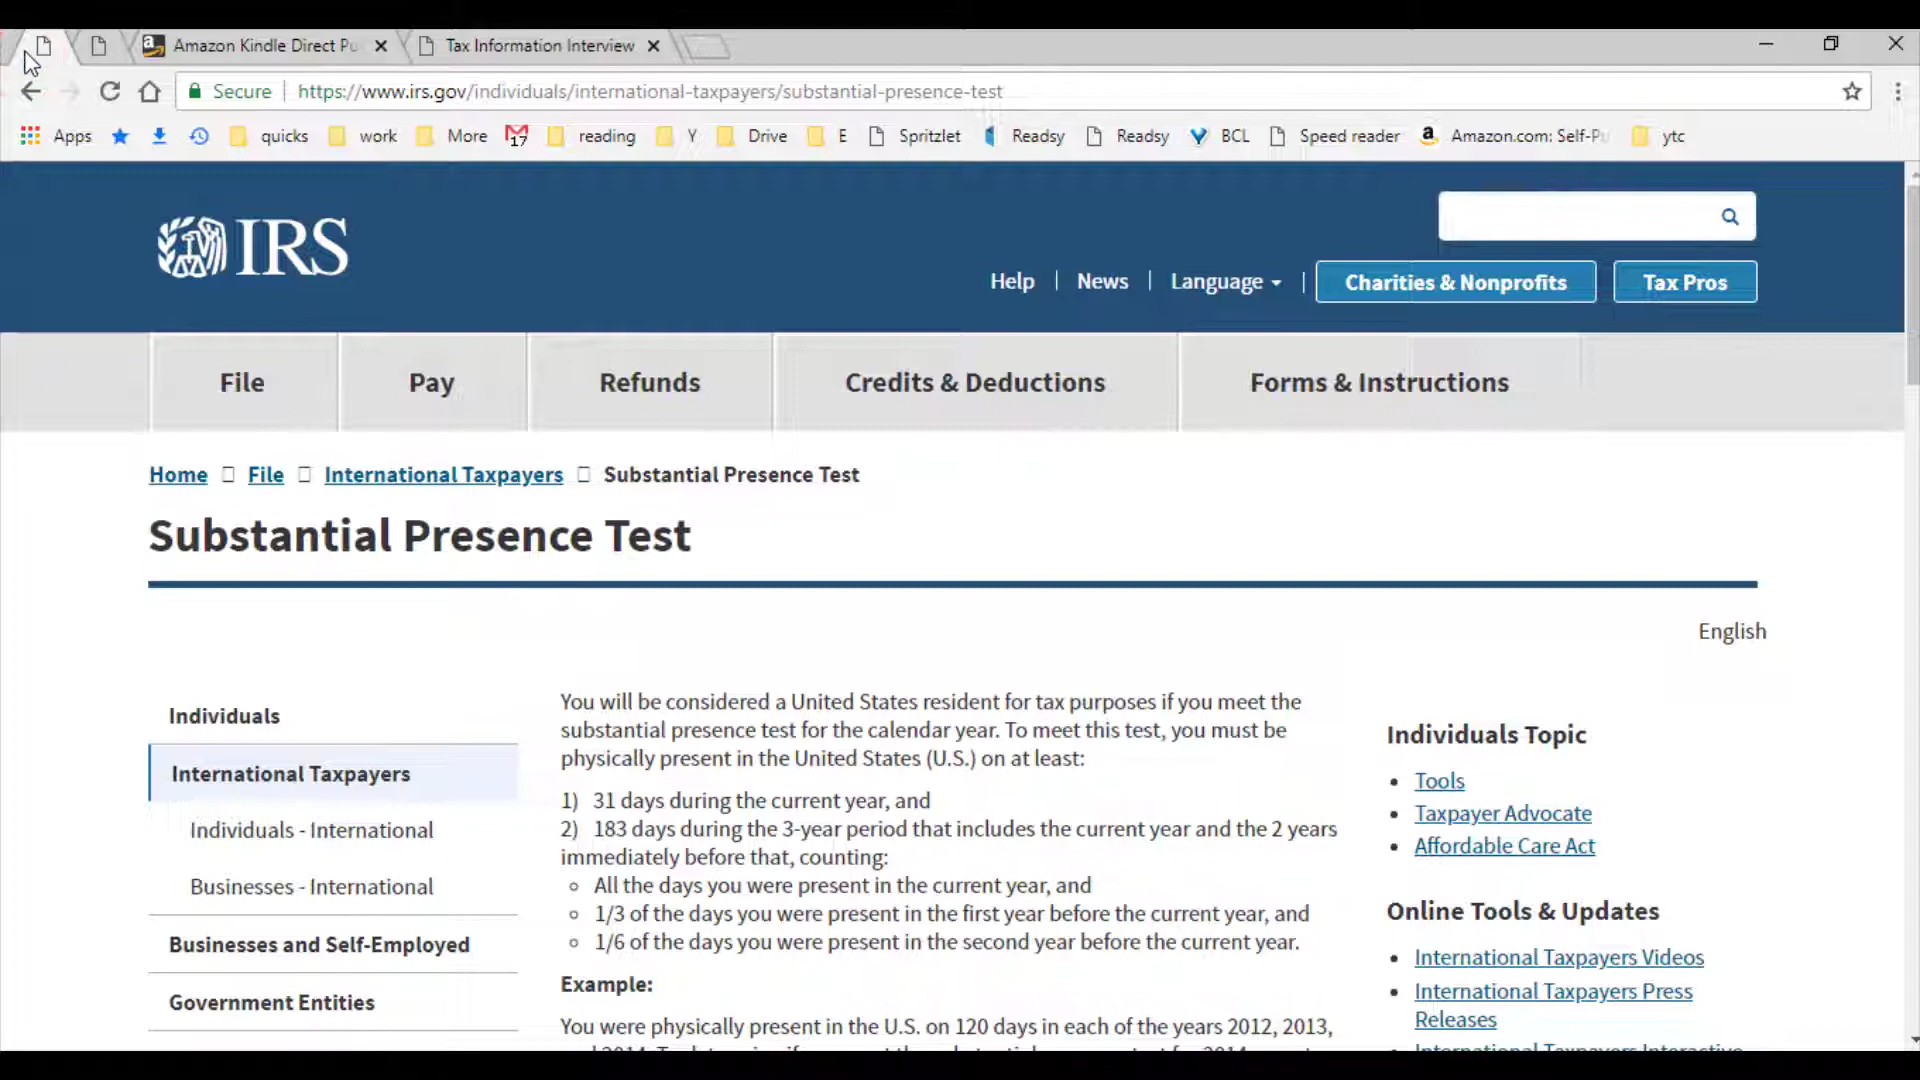 Amazon Kindle Direct Pu
Tax Information Interview
Secure
https://www.irs.gov/individuals/international-taxpayers/substantial-presence-test
Apps
quicks
work
More
17
reading
Y
Drive
E
Spritzlet
Readsy
Readsy
BCL
Speed reader
Amazon.com: Self-Pu
ytc
IRS
Help
News
Language
Charities & Nonprofits
Tax Pros
File
Pay
Refunds
Credits & Deductions
Forms & Instructions
Home File International Taxpayers Substantial Presence Test
Substantial Presence Test
English
Individuals
International Taxpayers
Individuals - International
Businesses - International
Businesses and Self-Employed
Government Entities
You will be considered a United States resident for tax purposes if you meet the
substantial presence test for the calendar year. To meet this test, you must be
physically present in the United States (U.S.) on at least:
1) 31 days during the current year, and
2) 183 days during the 3-year period that includes the current year and the 2 years
immediately before that, counting:
All the days you were present in the current year, and
1/3 of the days you were present in the first year before the current year, and
1/6 of the days you were present in the second year before the current year.
Example:
You were physically present in the U.S. on 120 days in each of the years 2012, 2013,
Individuals Topic
Tools
Taxpayer Advocate
Affordable Care Act
Online Tools & Updates
International Taxpayers Videos
International Taxpayers Press
Releases
International Taxpayers Interactive